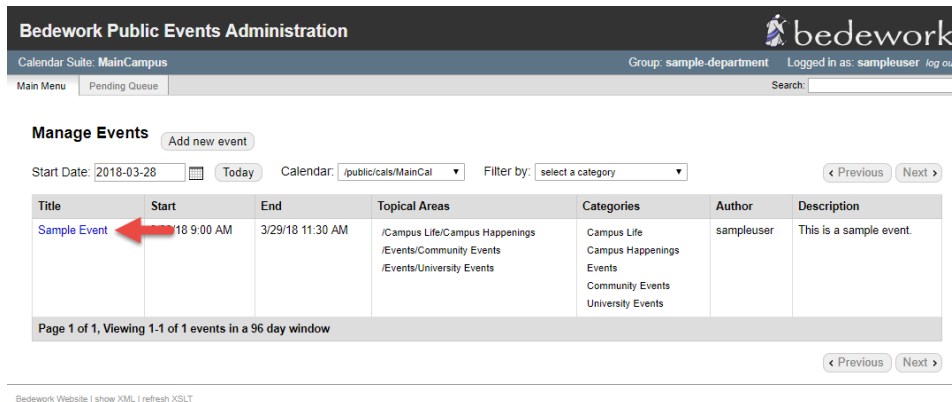 Bedework Public Events Administration
bedework
Calendar Suite: MainCampus Group: sample-department Logged in as: sampleuser log ou
Main Menu Pending Queue Search:
Manage Events Add new event
Start Date: 2018-03-28 Today Calendar: /public/cals/MainCal Filter by: select a category Previous Next
Title Start End Topical Areas Categories Author Description
Sample Event /18 9:00 AM 3/29/18 11:30 AM /Campus Life/Campus Happenings Campus Life sampleuser This is a sample event.
/Events/Community Events Campus Happenings
/Events/University Events Events
Community Events
University Events
Page 1 of 1, Viewing 1-1 of 1 events in a 96 day window
Previous Next
Bedework Website | show XML | refresh XSLT